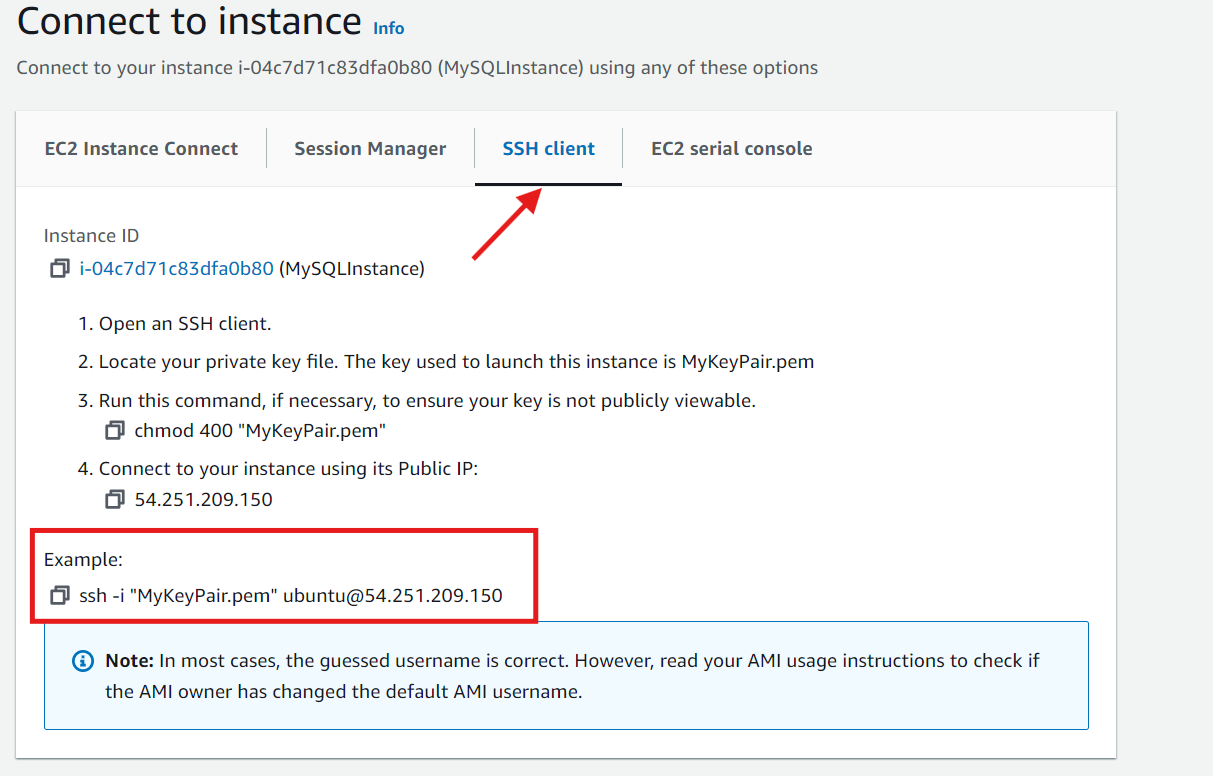 Connect to instance Info
Connect to your instance i-04c7d71c83dfa0b80 (MySQLInstance) using any of these options
EC2 Instance Connect Session Manager SSH client EC2 serial console
Instance ID
i-04c7d71c83dfa0b80 (MySQLInstance)
1. Open an SSH client.
2. Locate your private key file. The key used to launch this instance is MyKeyPair.pem
3. Run this command, if necessary, to ensure your key is not publicly viewable.
chmod 400 "MyKeyPair.pem"
4. Connect to your instance using its Public IP:
54.251.209.150
Example:
ssh -i "MyKeyPair.pem" ubuntu@54.251.209.150
Note: In most cases, the guessed username is correct. However, read your AMI usage instructions to check if
the AMI owner has changed the default AMI username.